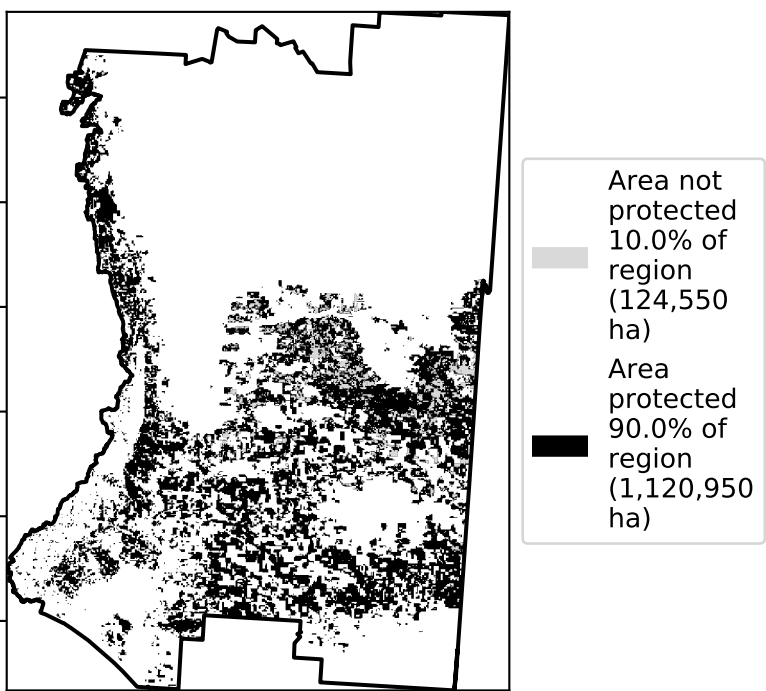 Area not
protected
10.0% of
region
(124,550
ha)
Area
protected
90.0% of
region
(1,120,950
ha)